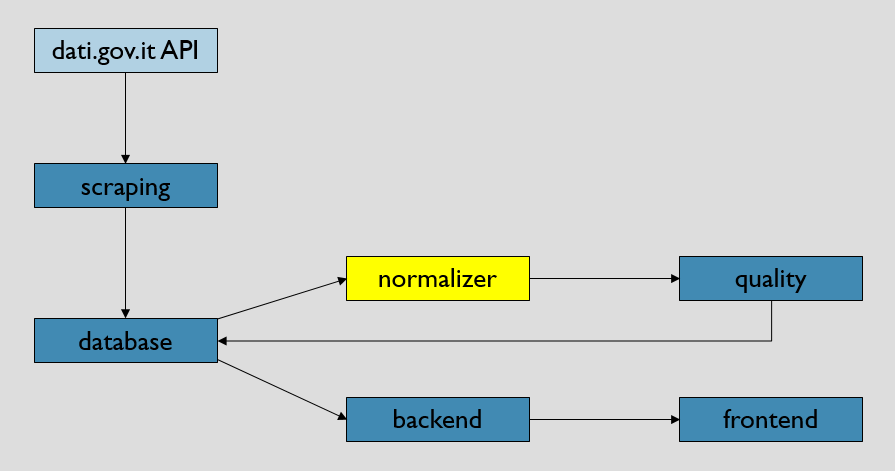 dati.gov.it API
scraping
normalizer
quality
database
backend
frontend